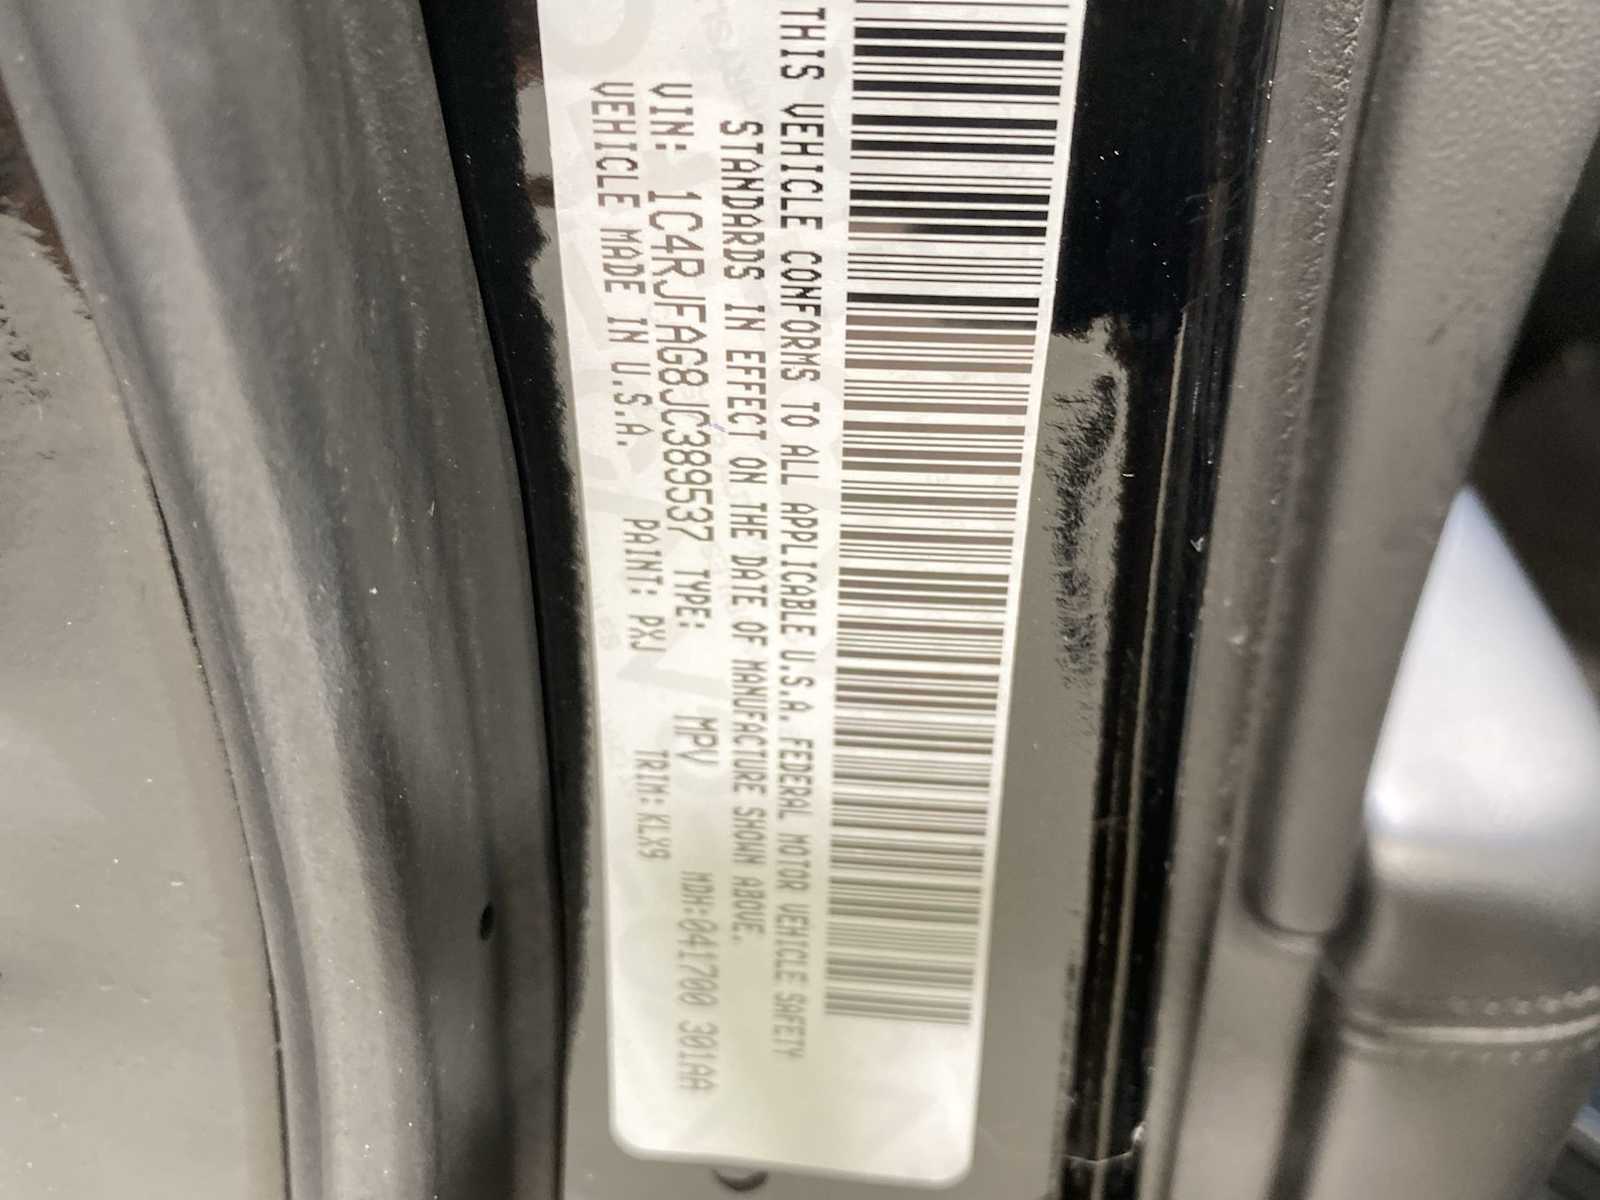 THIS VEHICLE CONFORMS TO ALL APPLICABLE U.S.A. FEDERAL MOTOR VEHICLE SAFETY
STANDARDS IN EFFECT ON THE DATE OF MANUFACTURE SHOWN ABOVE.
VIN: 1C4RJFAG8JC389537 TYPE: MPV MDH:041700 301AA
VEHICLE MADE IN U.S.A. PAINT: PXJ TRIM:KLX9